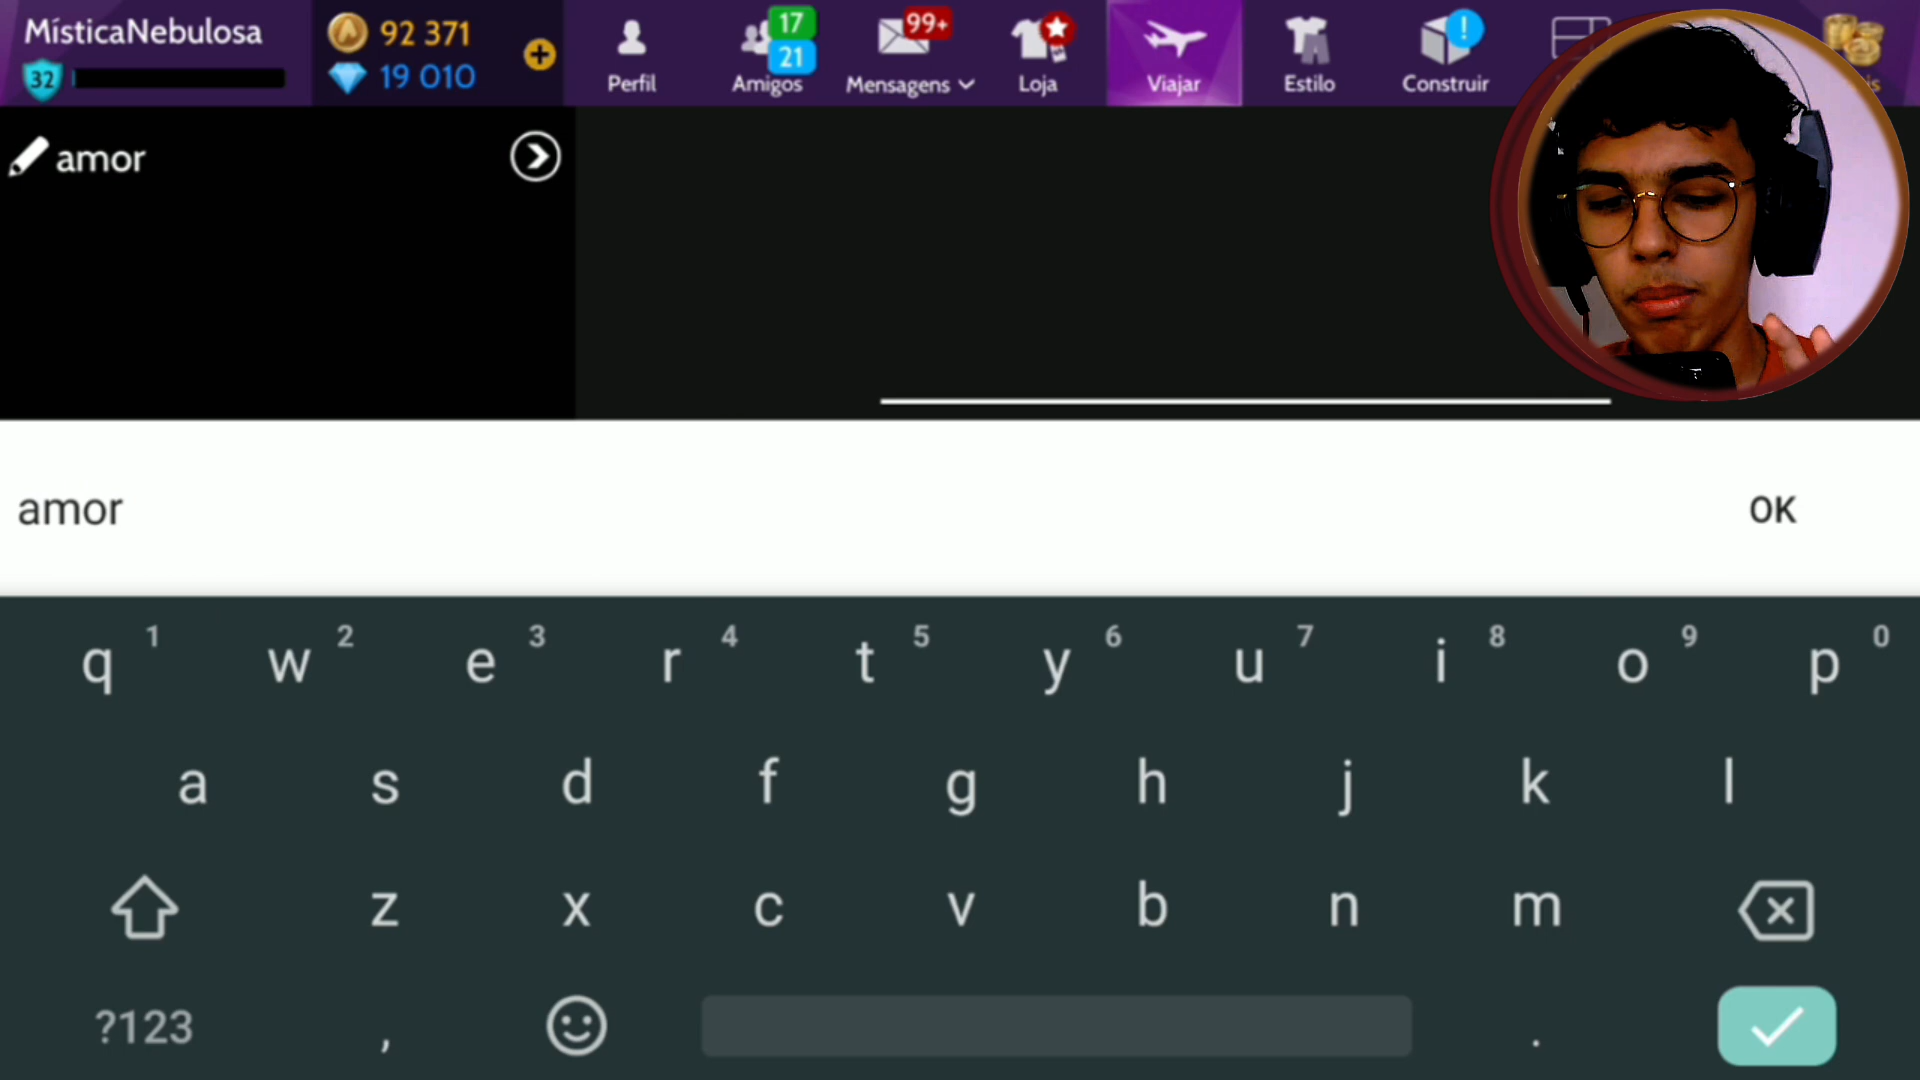 MísticaNebulosa
32
92 371
19 010
Perfil
17
21
Amigos
99+
Mensagens
Loja
Viajar
Estilo
!
Construir
amor
amor
OK
q 1 w 2 e 3 r 4 t 5 y 6 u 7 i 8 o 9 p 0
a s d f g h j k l
z x c v b n m
?123 , .